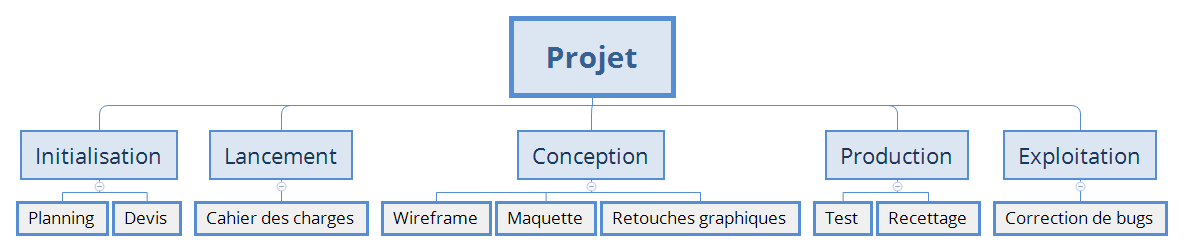 Projet
Initialisation
Lancement
Conception
Production
Exploitation
Planning
Devis
Cahier des charges
Wireframe
Maquette
Retouches graphiques
Test
Recettage
Correction de bugs